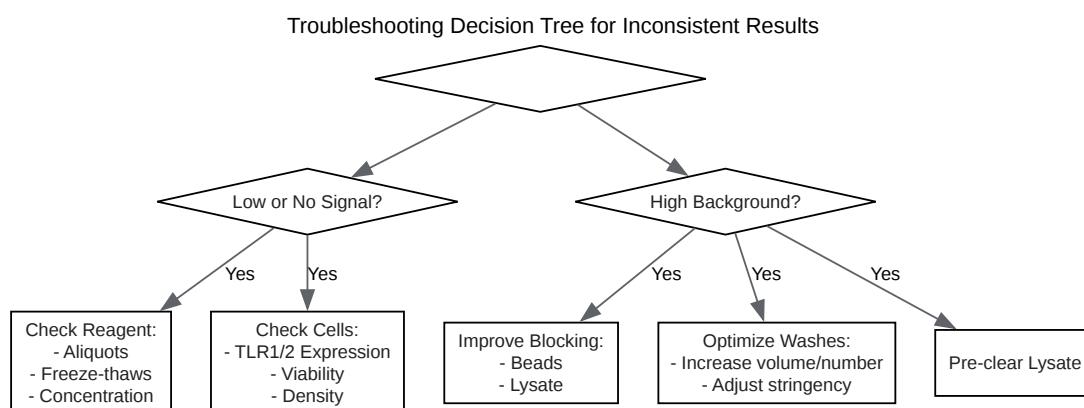 Troubleshooting Decision Tree for Inconsistent Results
Low or No Signal?
High Background?
Yes
Yes
Yes
Yes
Yes
Check Reagent:
- Aliquots
- Freeze-thaws
- Concentration
Check Cells:
- TLR1/2 Expression
- Viability
- Density
Improve Blocking:
- Beads
- Lysate
Optimize Washes:
- Increase volume/number
- Adjust stringency
Pre-clear Lysate